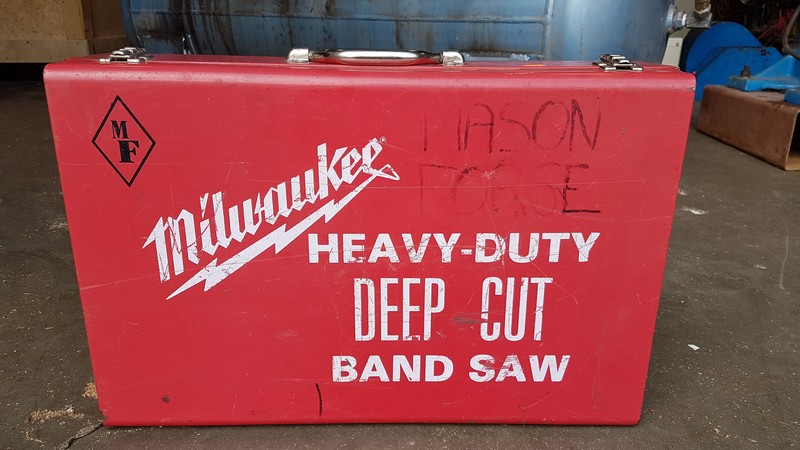 MF
MASON
FORGE
Milwaukee®
HEAVY-DUTY
DEEP CUT
BAND SAW